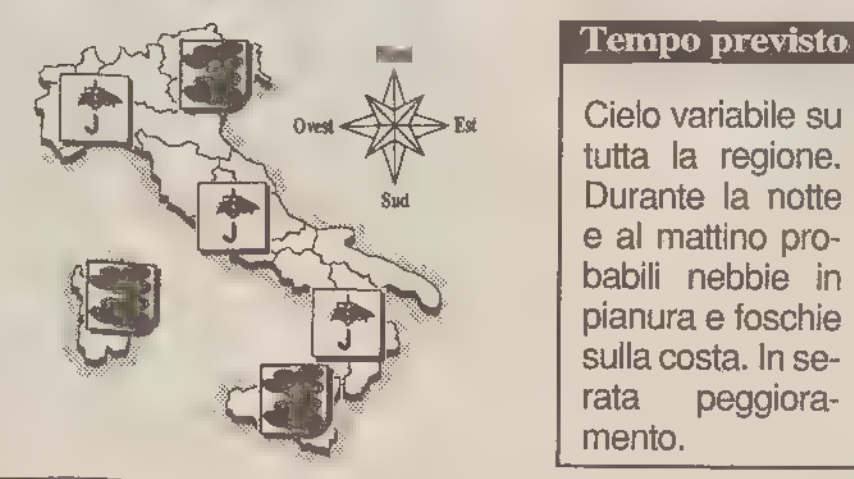 Ovest
Est
Sud
Tempo previsto
Cielo variabile su
tutta la regione.
Durante la notte
e al mattino pro-
babili nebbie in
pianura e foschie
sulla costa. In se-
rata peggiora-
mento.